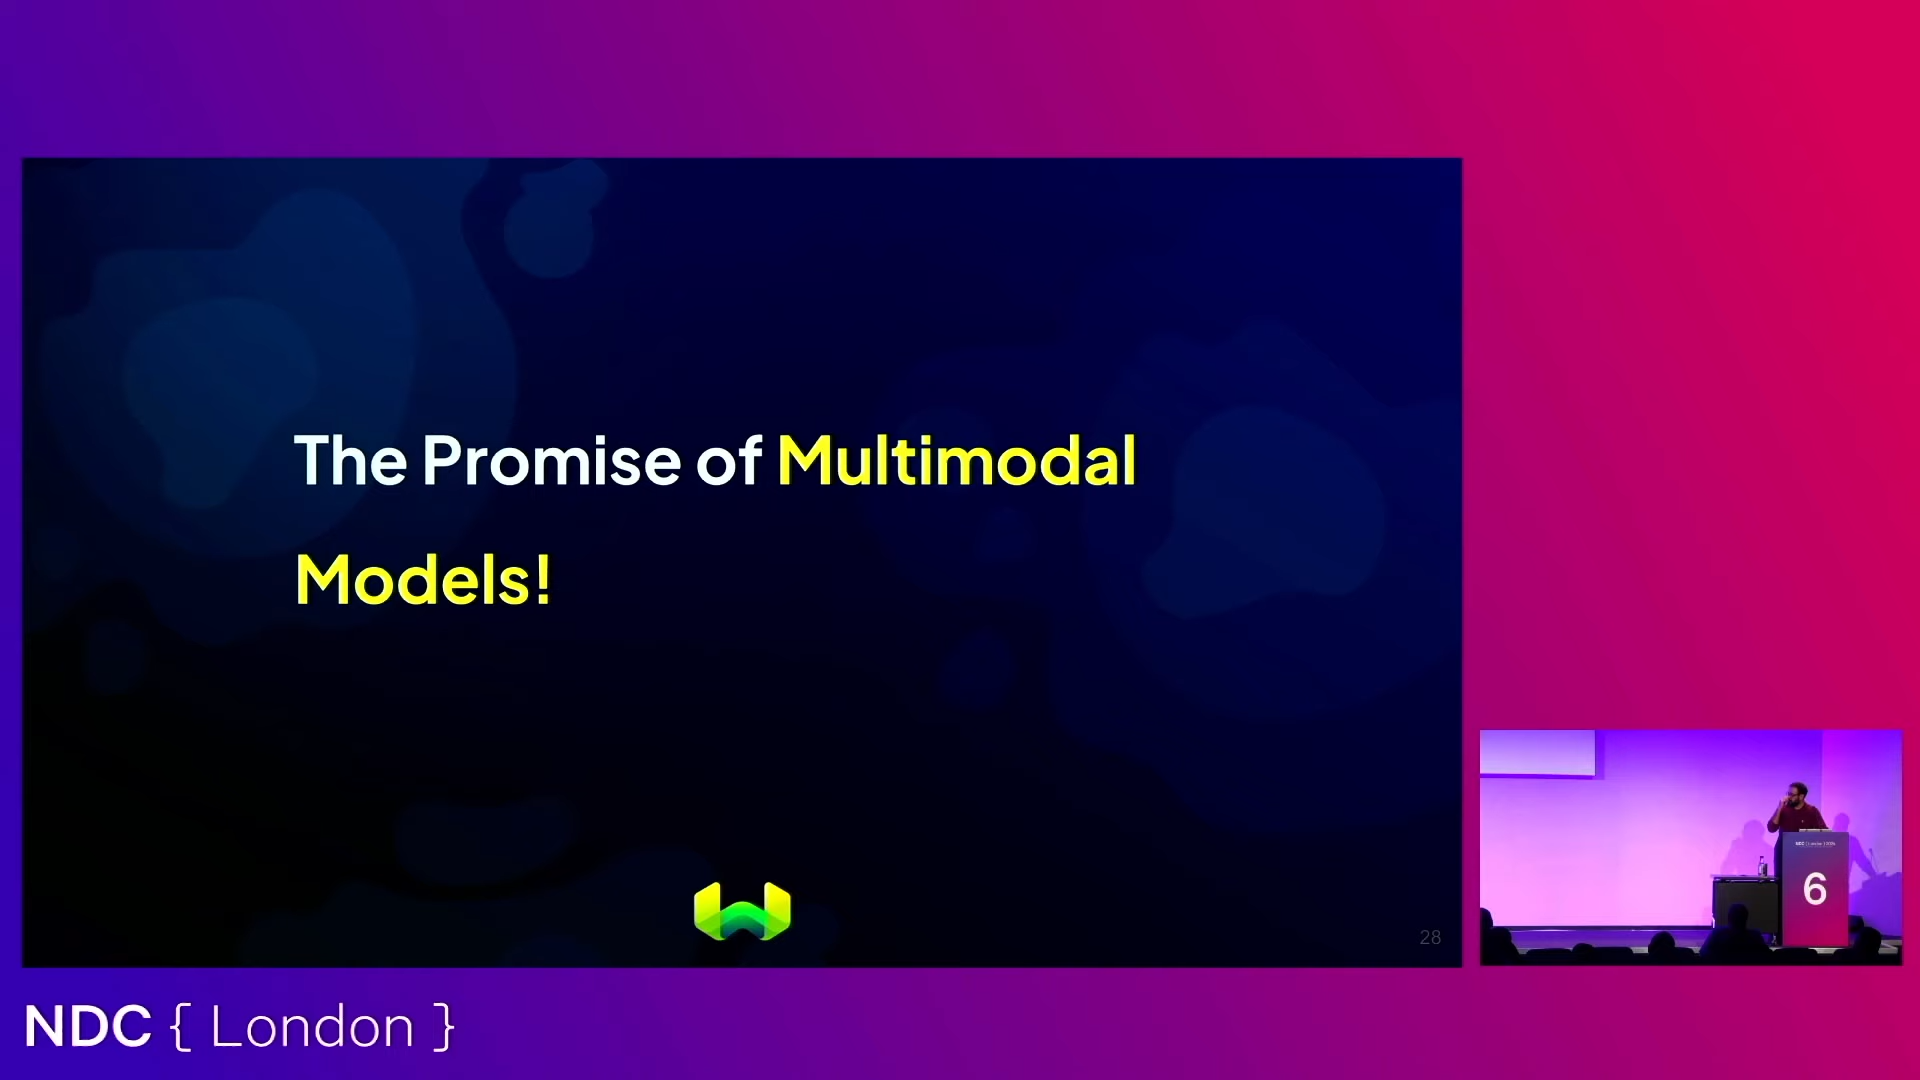 The Promise of Multimodal
Models!
28
6
NDC { London }